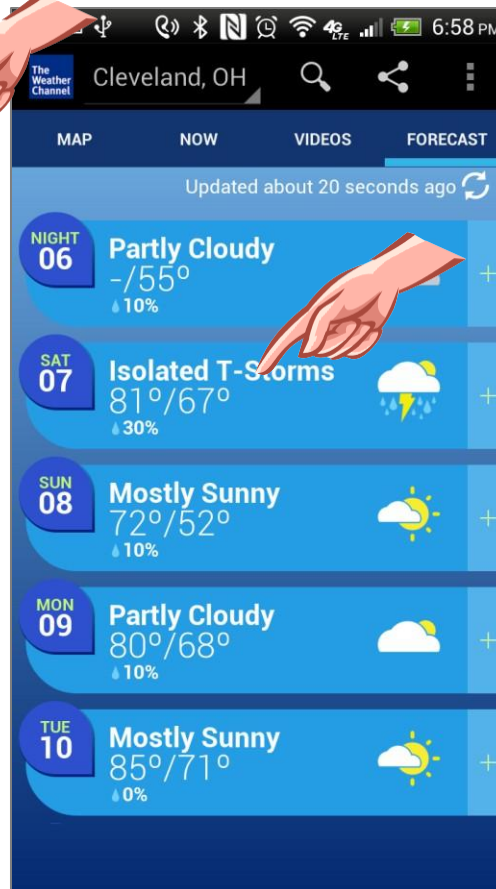 4G LTE 6:58 PM
The Weather Channel Cleveland, OH
MAP NOW VIDEOS FORECAST
Updated about 20 seconds ago
NIGHT
06
Partly Cloudy
-/55°
10%
+
SAT
07
Isolated T-Storms
81°/67°
30%
+
SUN
08
Mostly Sunny
72°/52°
10%
+
MON
09
Partly Cloudy
80°/68°
10%
+
TUE
10
Mostly Sunny
85°/71°
0%
+